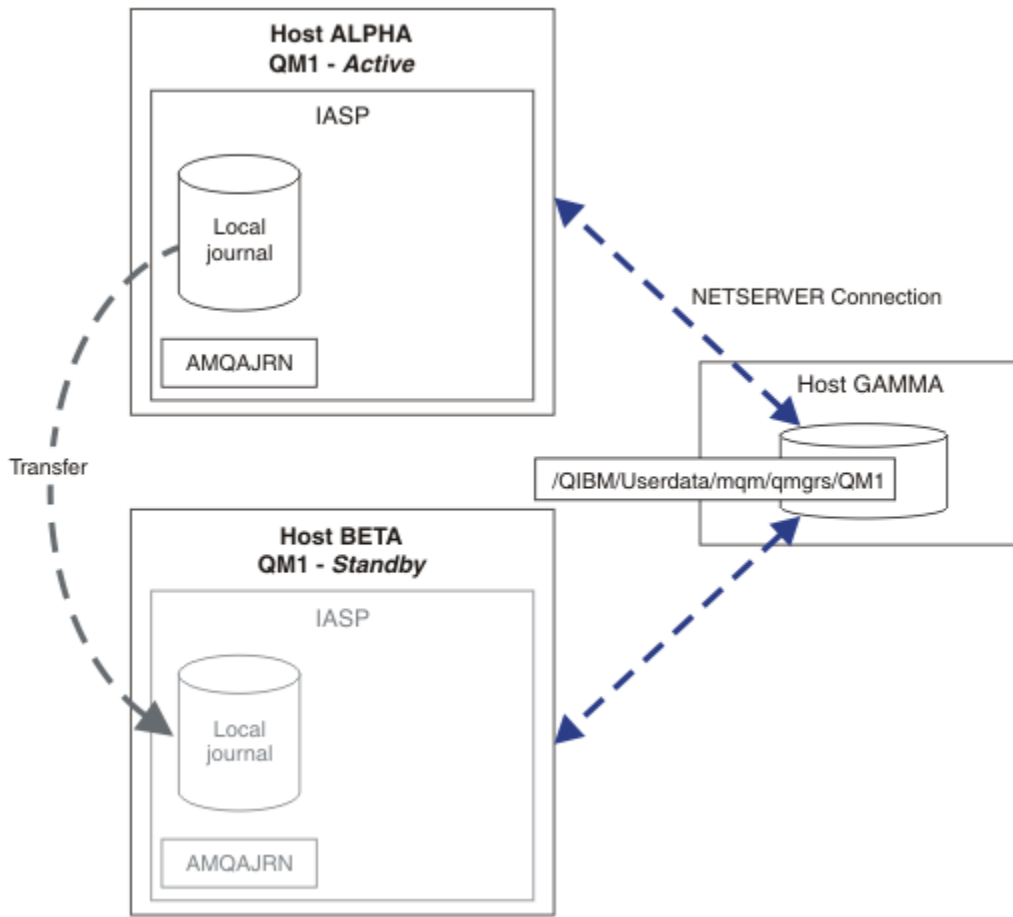 Host ALPHA
QM1 - Active
IASP
Local
journal
AMQAJRN
NETSERVER Connection
Host GAMMA
/QIBM/Userdata/mqm/qmgrs/QM1
Transfer
Host BETA
QM1 - Standby
IASP
Local
journal
AMQAJRN